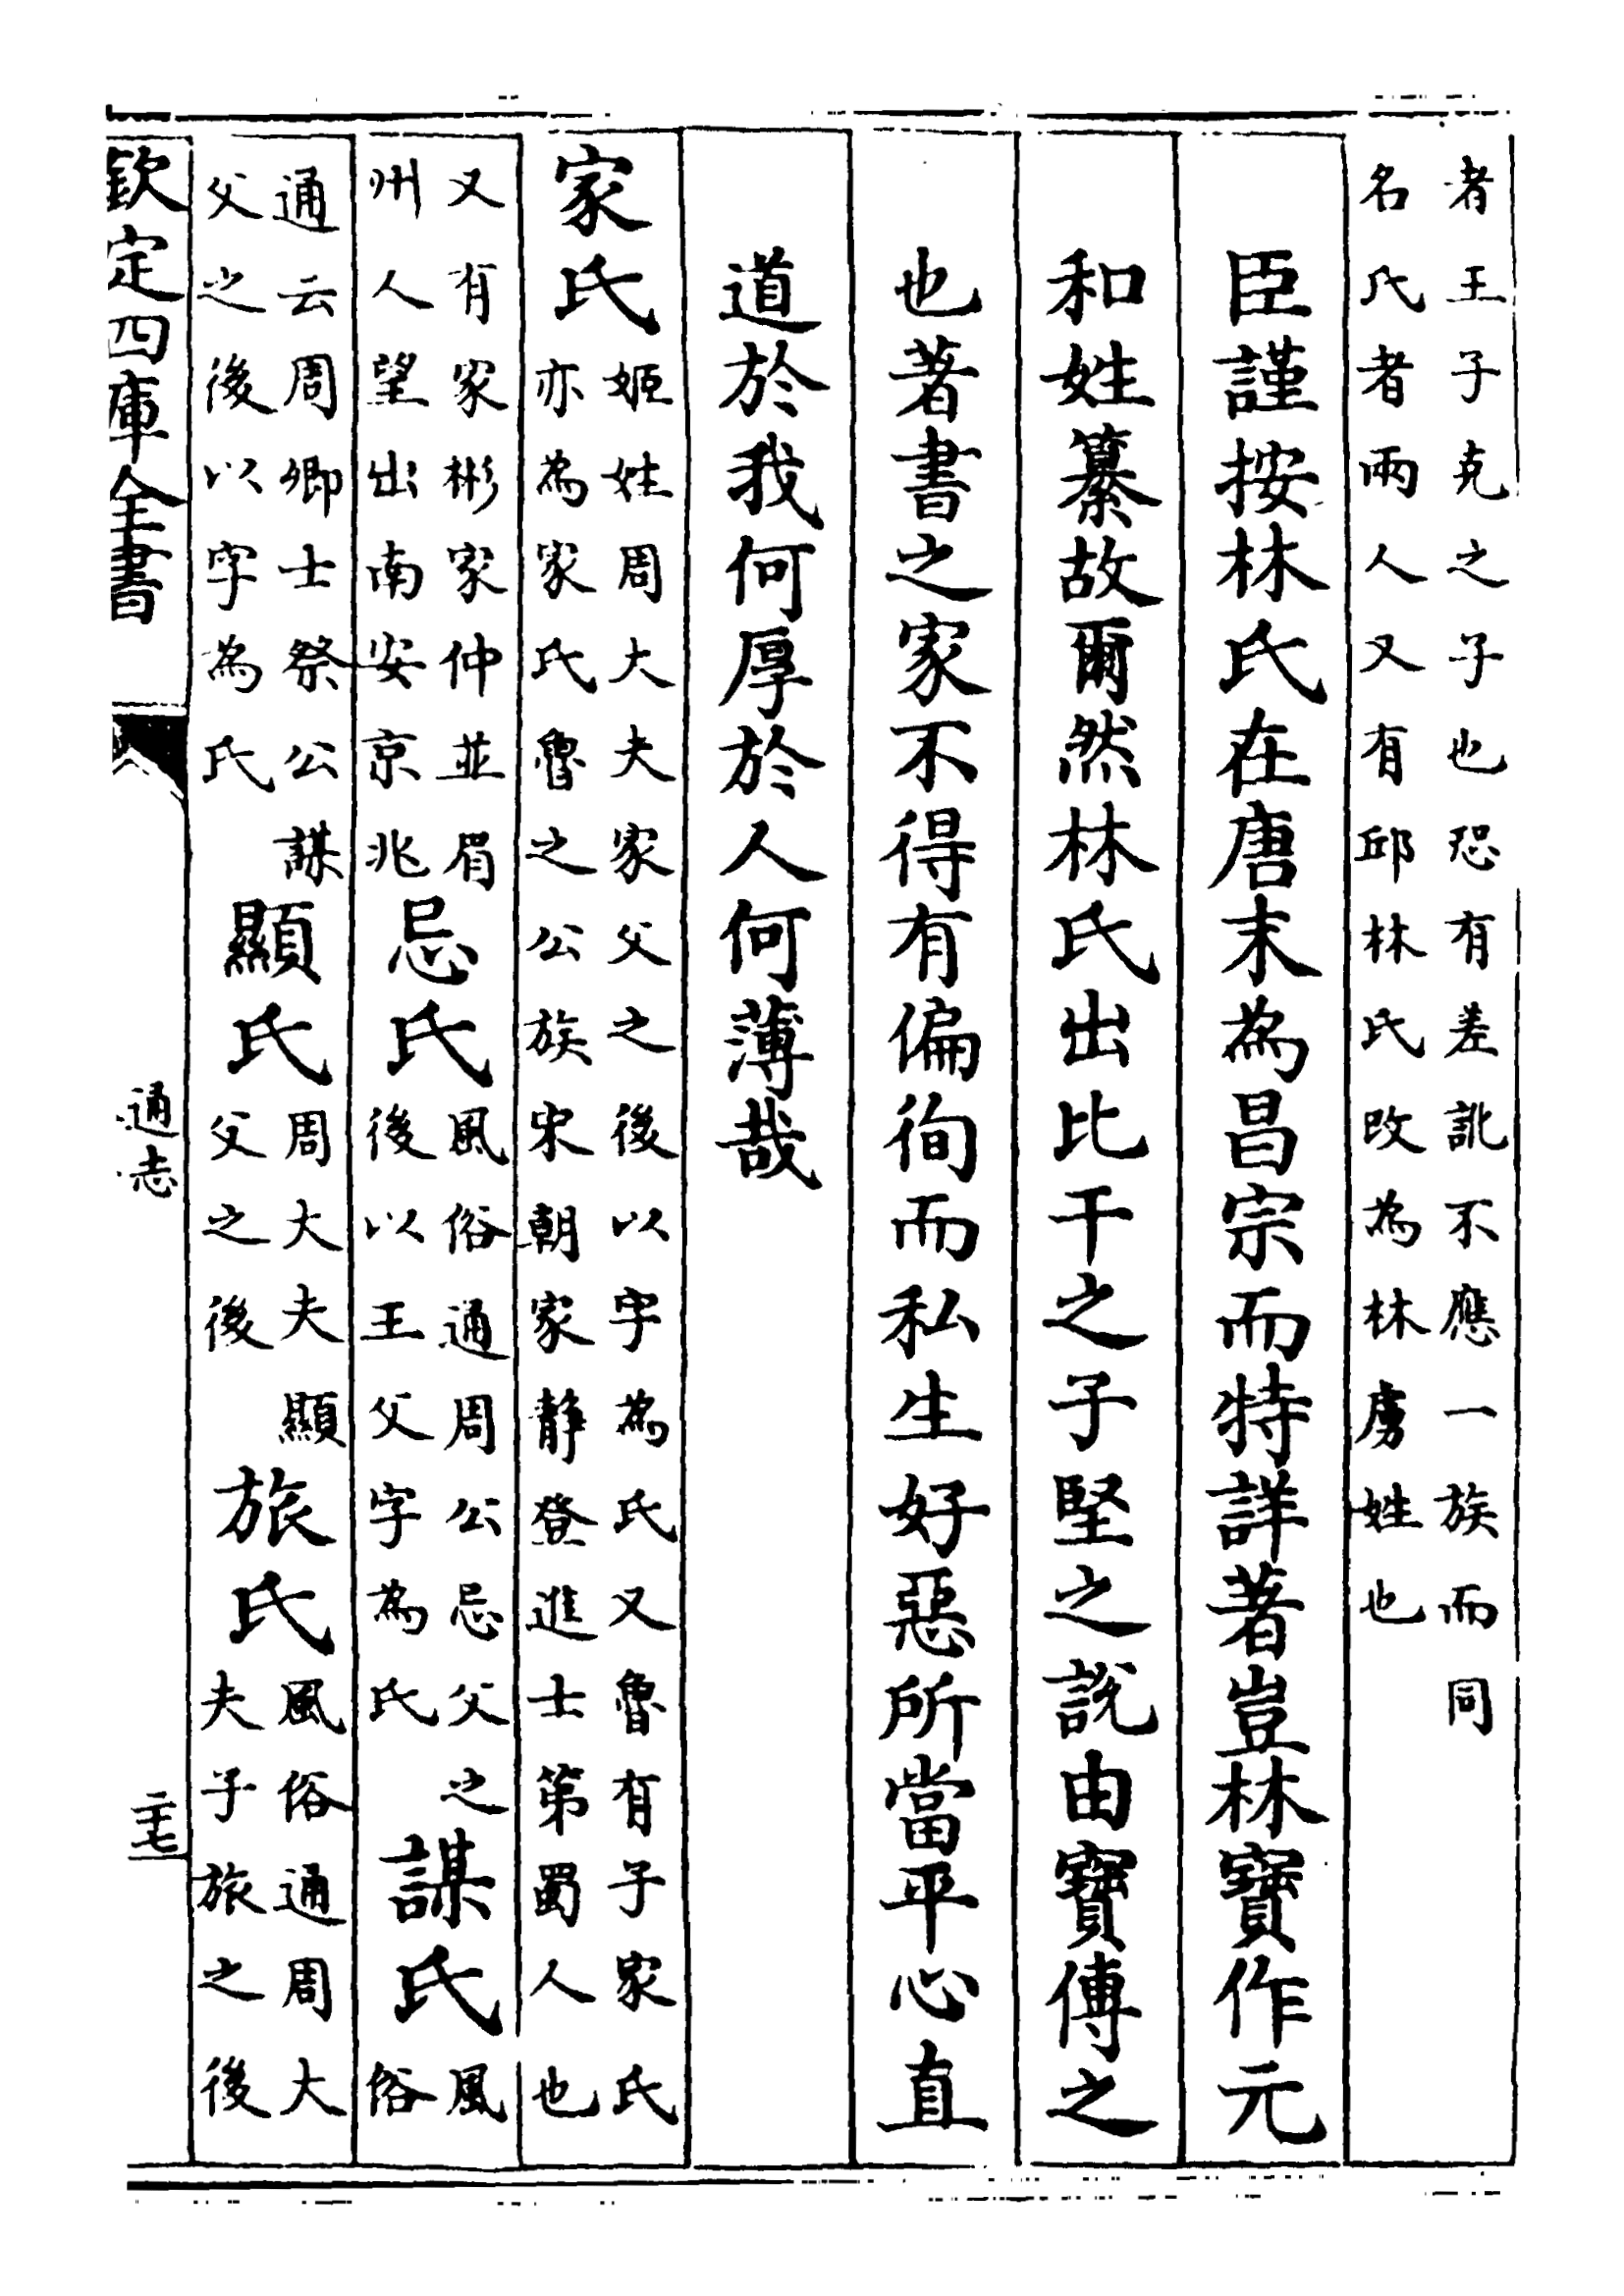 者王子克之子也恐有差訛不應一族而同
名氏者兩人又有邱林氏改為林虜姓也
臣謹按林氏在唐末為昌宗而特詳著豈林寶作元
和姓纂故爾然林氏出比干之子堅之說由寶傳之
也著書之家不得有偏徇而私生好惡所當平心直
道於我何厚於人何薄哉
家氏
姬姓周大夫家父之後以字為氏又魯有子家氏
亦為家氏魯之公族宋朝家靜登進士第蜀人也
又有家彬家仲並眉
州人望出南安京兆
忌氏
風俗通周公忌父之
後以王父字為氏
謀氏
風
俗
通云周卿士祭公謀
父之後以字為氏
顯氏
周大夫顯
父之後
旅氏
風俗通周大
夫子旅之後
欽定四庫全書
通志
二十七